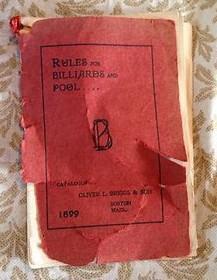 RULES FOR
BILLIARDS AND
POOL....
B
CATALOGUE
OLIVER L. BRIGGS & SON
BOSTON
MASS.
1899